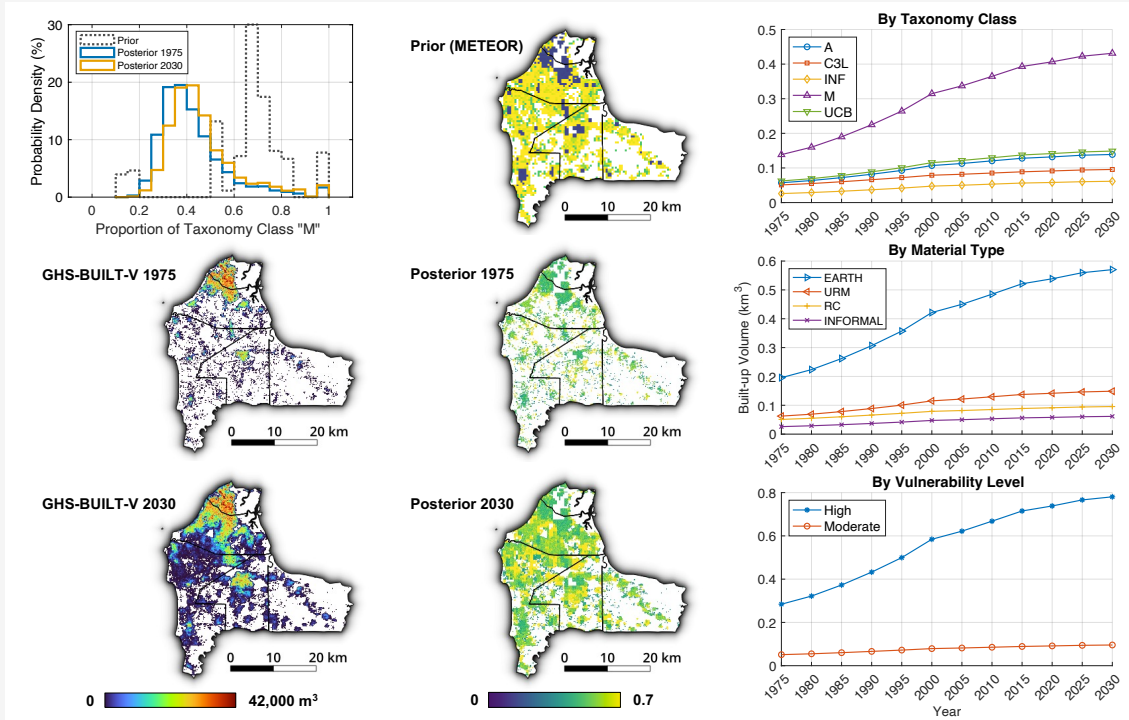 30
20
10
0
Probability Density (%)
Prior
Posterior 1975
Posterior 2030
0 0.2 0.4 0.6 0.8 1
Proportion of Taxonomy Class "M"
Prior (METEOR)
0 10 20 km
By Taxonomy Class
0.5
0.4
0.3
0.2
0.1
0
A
C3L
INF
M
UCB
1975 1980 1985 1990 1995 2000 2005 2010 2015 2020 2025 2030
GHS-BUILT-V 1975
0 10 20 km
Posterior 1975
0 10 20 km
By Material Type
0.6
0.5
0.4
0.3
0.2
0.1
0
Built-up Volume (km³)
EARTH
URM
RC
INFORMAL
1975 1980 1985 1990 1995 2000 2005 2010 2015 2020 2025 2030
GHS-BUILT-V 2030
0 10 20 km
0 42,000 m³
Posterior 2030
0 10 20 km
0 0.7
By Vulnerability Level
0.8
0.6
0.4
0.2
0
High
Moderate
1975 1980 1985 1990 1995 2000 2005 2010 2015 2020 2025 2030
Year